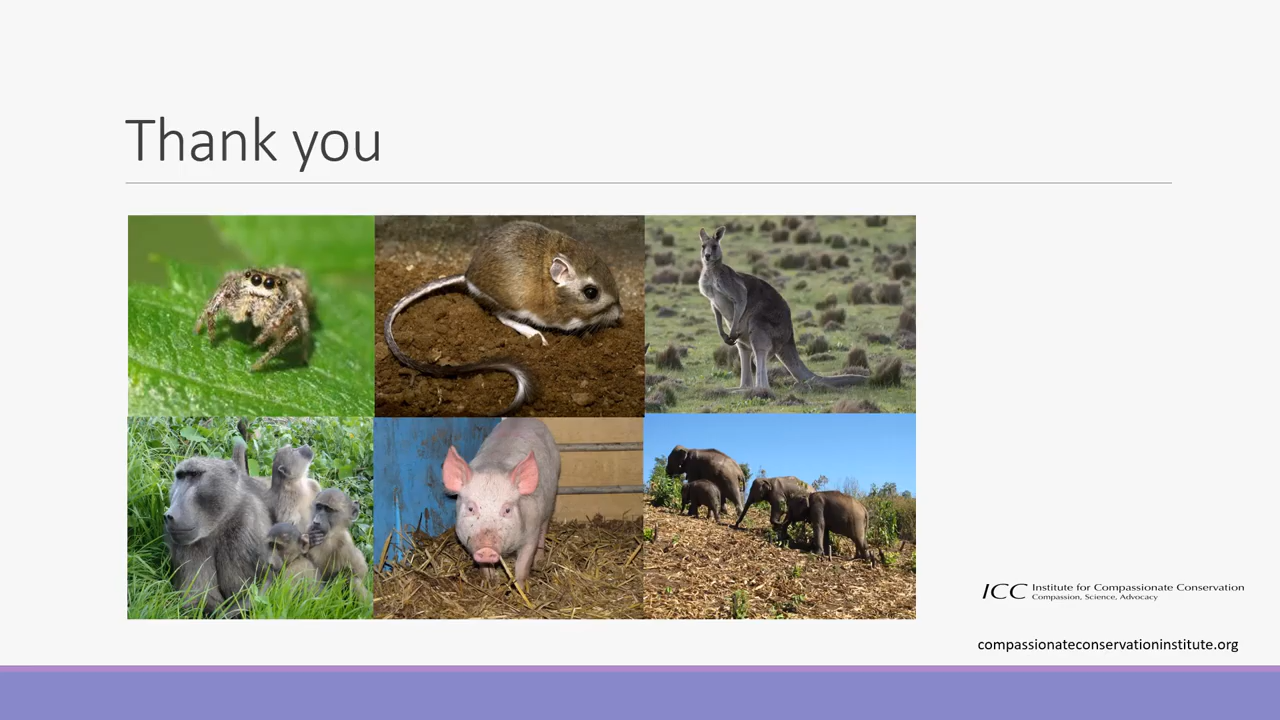 Thank you
ICC Institute for Compassionate Conservation
Compassion, Science, Advocacy
compassionateconservationinstitute.org